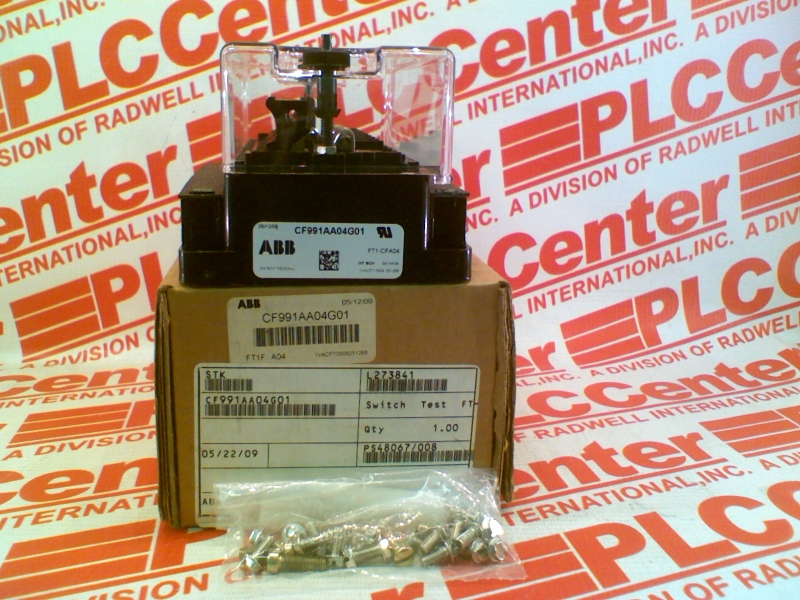 PLCCenter
A DIVISION OF RADWELL INTERNATIONAL, INC.
CF991AA04G01
ABB
FT1-CFA04
ABB
05/12/09
CF991AA04G01
FT1F A04
STK
L273841
CF991AA04G01
Switch Test FT-
Qty 1.00
05/22/09
PS48067/008